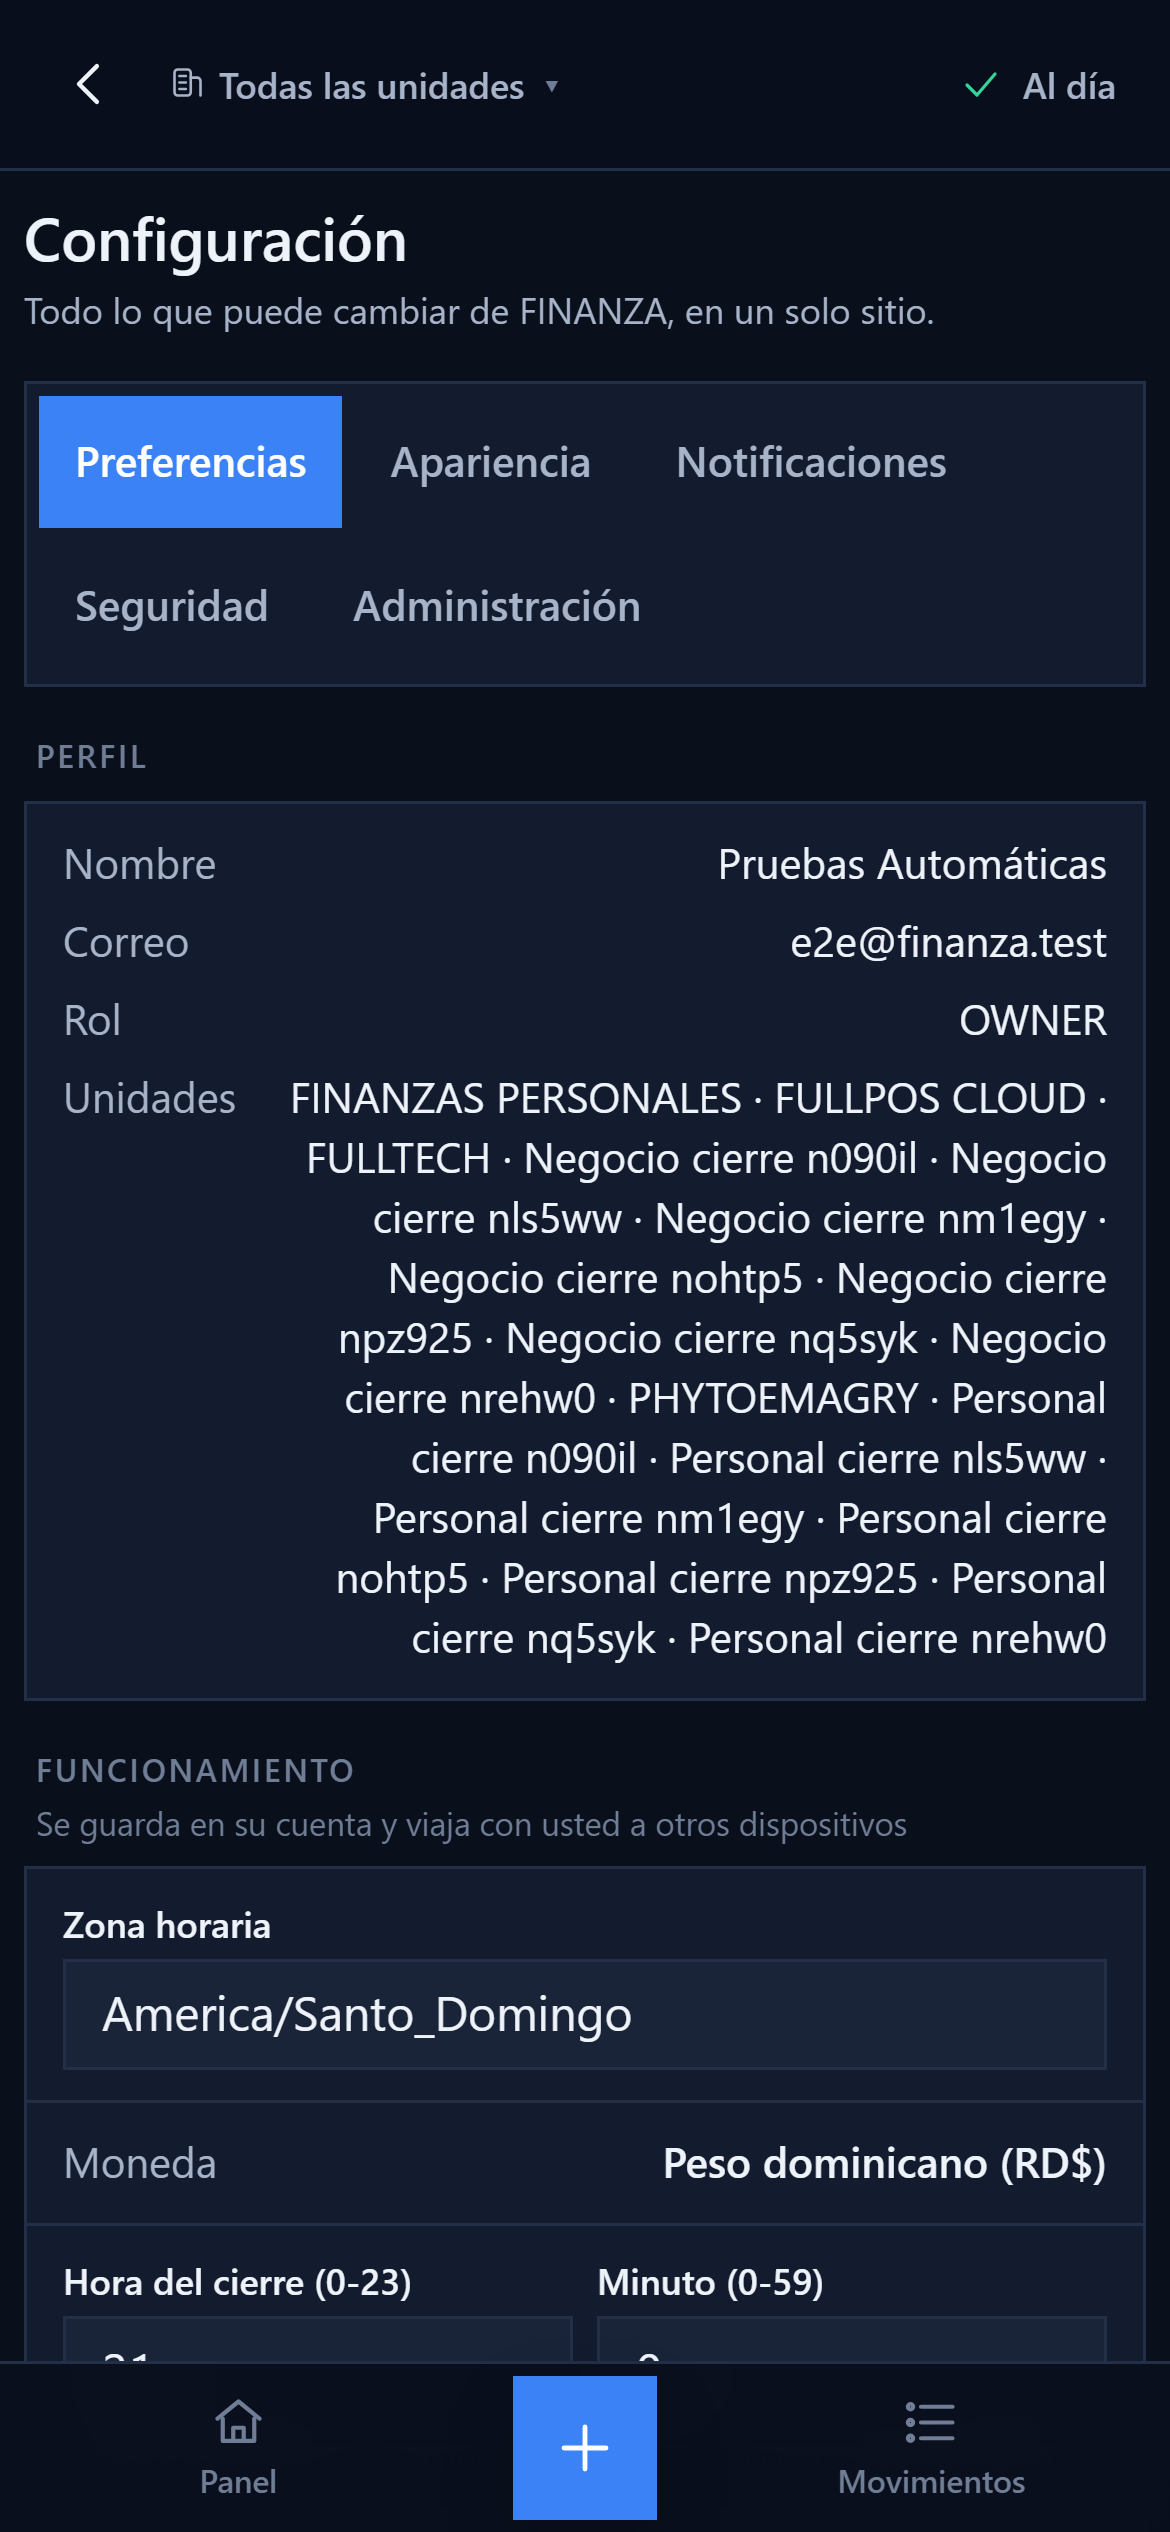 Todas las unidades ▼
Al día
Configuración
Todo lo que puede cambiar de FINANZA, en un solo sitio.
Preferencias
Apariencia
Notificaciones
Seguridad
Administración
PERFIL
Nombre
Pruebas Automáticas
Correo
e2e@finanza.test
Rol
OWNER
Unidades
FINANZAS PERSONALES · FULLPOS CLOUD ·
FULLTECH · Negocio cierre n090il · Negocio
cierre nls5ww · Negocio cierre nm1egy ·
Negocio cierre nohtp5 · Negocio cierre
npz925 · Negocio cierre nq5syk · Negocio
cierre nrehw0 · PHYTOEMAGRY · Personal
cierre n090il · Personal cierre nls5ww ·
Personal cierre nm1egy · Personal cierre
nohtp5 · Personal cierre npz925 · Personal
cierre nq5syk · Personal cierre nrehw0
FUNCIONAMIENTO
Se guarda en su cuenta y viaja con usted a otros dispositivos
Zona horaria
America/Santo_Domingo
Moneda
Peso dominicano (RD$)
Hora del cierre (0-23)
Minuto (0-59)
Panel
Movimientos